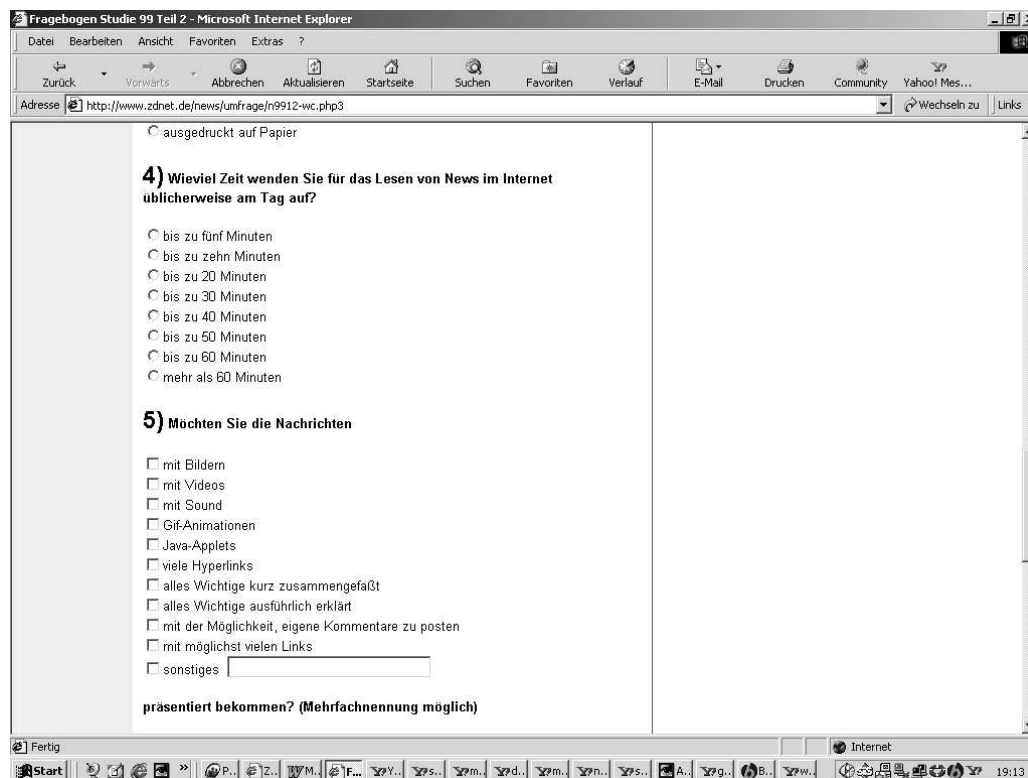 Fragebogen Studie 99 Teil 2 - Microsoft Internet Explorer
Datei Bearbeiten Ansicht Favoriten Extras ?
Zurück Vorwärts Abbrechen Aktualisieren Startseite Suchen Favoriten Verlauf E-Mail Drucken Community Yahoo! Mes...
Adresse http://www.zdnet.de/news/umfrage/n9912-wc.php3 Wechseln zu Links
ausgedruckt auf Papier
4) Wieviel Zeit wenden Sie für das Lesen von News im Internet
üblicherweise am Tag auf?
bis zu fünf Minuten
bis zu zehn Minuten
bis zu 20 Minuten
bis zu 30 Minuten
bis zu 40 Minuten
bis zu 50 Minuten
bis zu 60 Minuten
mehr als 60 Minuten
5) Möchten Sie die Nachrichten
mit Bildern
mit Videos
mit Sound
Gif-Animationen
Java-Applets
viele Hyperlinks
alles Wichtige kurz zusammengefaßt
alles Wichtige ausführlich erklärt
mit der Möglichkeit, eigene Kommentare zu posten
mit möglichst vielen Links
sonstiges
präsentiert bekommen? (Mehrfachnennung möglich)
Fertig Internet
Start » P.. Z.. M.. F... Y.. s.. m.. d.. m.. n.. s.. A.. g.. B.. w.. 19:13